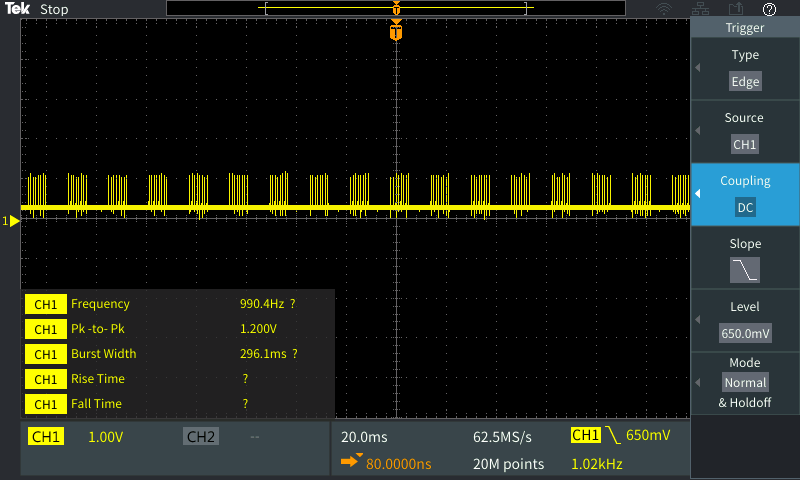 Tek Stop
T
T
Trigger
Type
Edge
Source
CH1
Coupling
DC
Slope
Level
650.0mV
Mode
Normal
& Holdoff
1
CH1 Frequency 990.4Hz ?
CH1 Pk -to- Pk 1.200V
CH1 Burst Width 296.1ms ?
CH1 Rise Time ?
CH1 Fall Time ?
CH1 1.00V CH2 --
20.0ms 62.5MS/s CH1 650mV
80.0000ns 20M points 1.02kHz